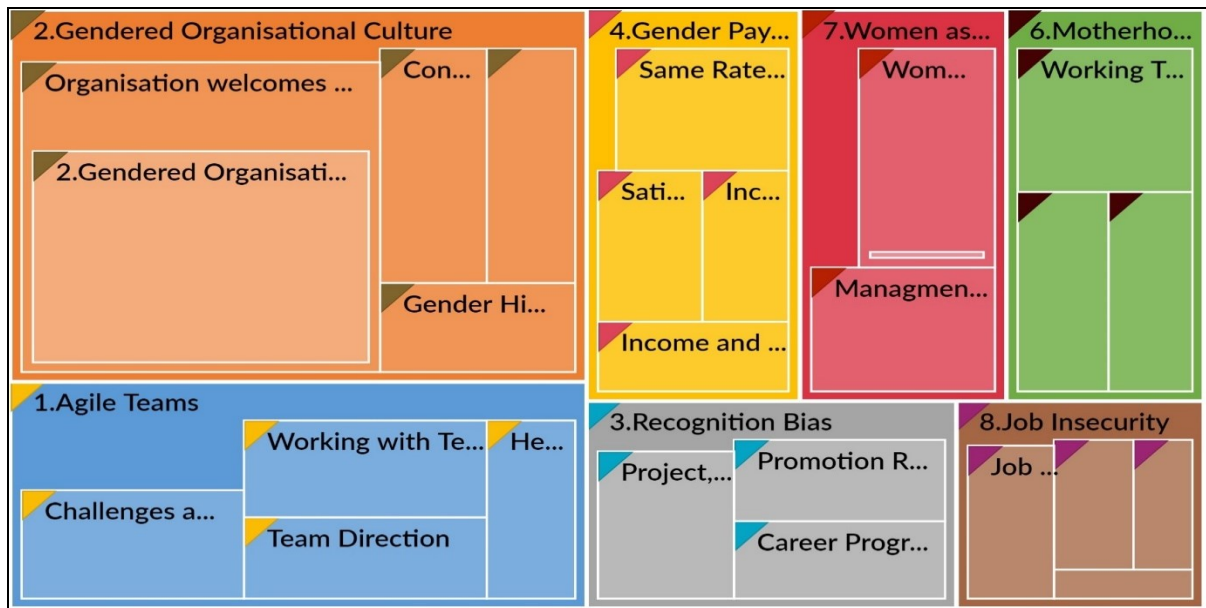 2.Gendered Organisational Culture
Organisation welcomes ...
2.Gendered Organisati...
Con...
Gender Hi...
4.Gender Pay...
Same Rate...
Sati...
Inc...
Income and ...
7.Women as...
Wom...
Managmen...
6.Motherho...
Working T...
1.Agile Teams
Working with Te...
He...
Challenges a...
Team Direction
3.Recognition Bias
Project,...
Promotion R...
Career Progr...
8.Job Insecurity
Job ...